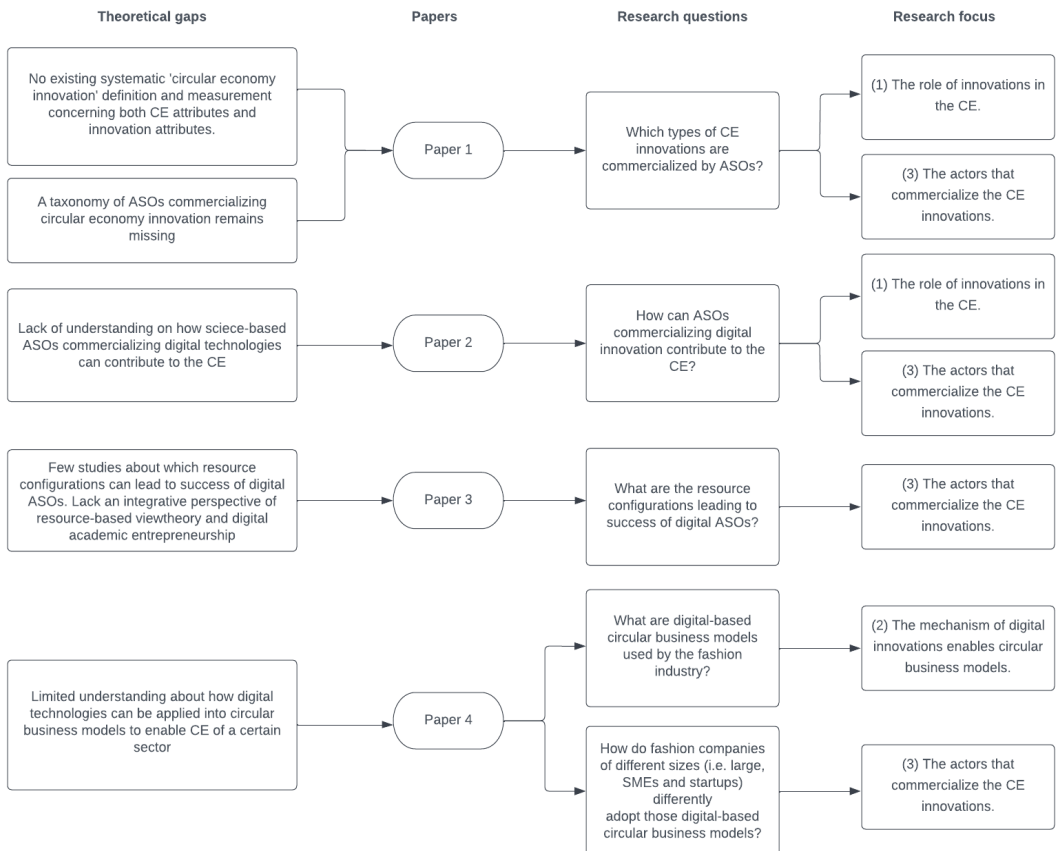 Theoretical gaps
Papers
Research questions
Research focus
No existing systematic 'circular economy
innovation' definition and measurement
concerning both CE attributes and
innovation attributes.
A taxonomy of ASOs commercializing
circular economy innovation remains
missing
Paper 1
Which types of CE
innovations are
commercialized by ASOs?
(1) The role of innovations in
the CE.
(3) The actors that
commercialize the CE
innovations.
Lack of understanding on how sciece-based
ASOs commercializing digital technologies
can contribute to the CE
Paper 2
How can ASOs
commercializing digital
innovation contribute to the
CE?
(1) The role of innovations in
the CE.
(3) The actors that
commercialize the CE
innovations.
Few studies about which resource
configurations can lead to success of digital
ASOs. Lack an integrative perspective of
resource-based viewtheory and digital
academic entrepreneurship
Paper 3
What are the resource
configurations leading to
success of digital ASOs?
(3) The actors that
commercialize the CE
innovations.
Limited understanding about how digital
technologies can be applied into circular
business models to enable CE of a certain
sector
Paper 4
What are digital-based
circular business models
used by the fashion
industry?
(2) The mechanism of digital
innovations enables circular
business models.
How do fashion companies
of different sizes (i.e. large,
SMEs and startups)
differently
adopt those digital-based
circular business models?
(3) The actors that
commercialize the CE
innovations.